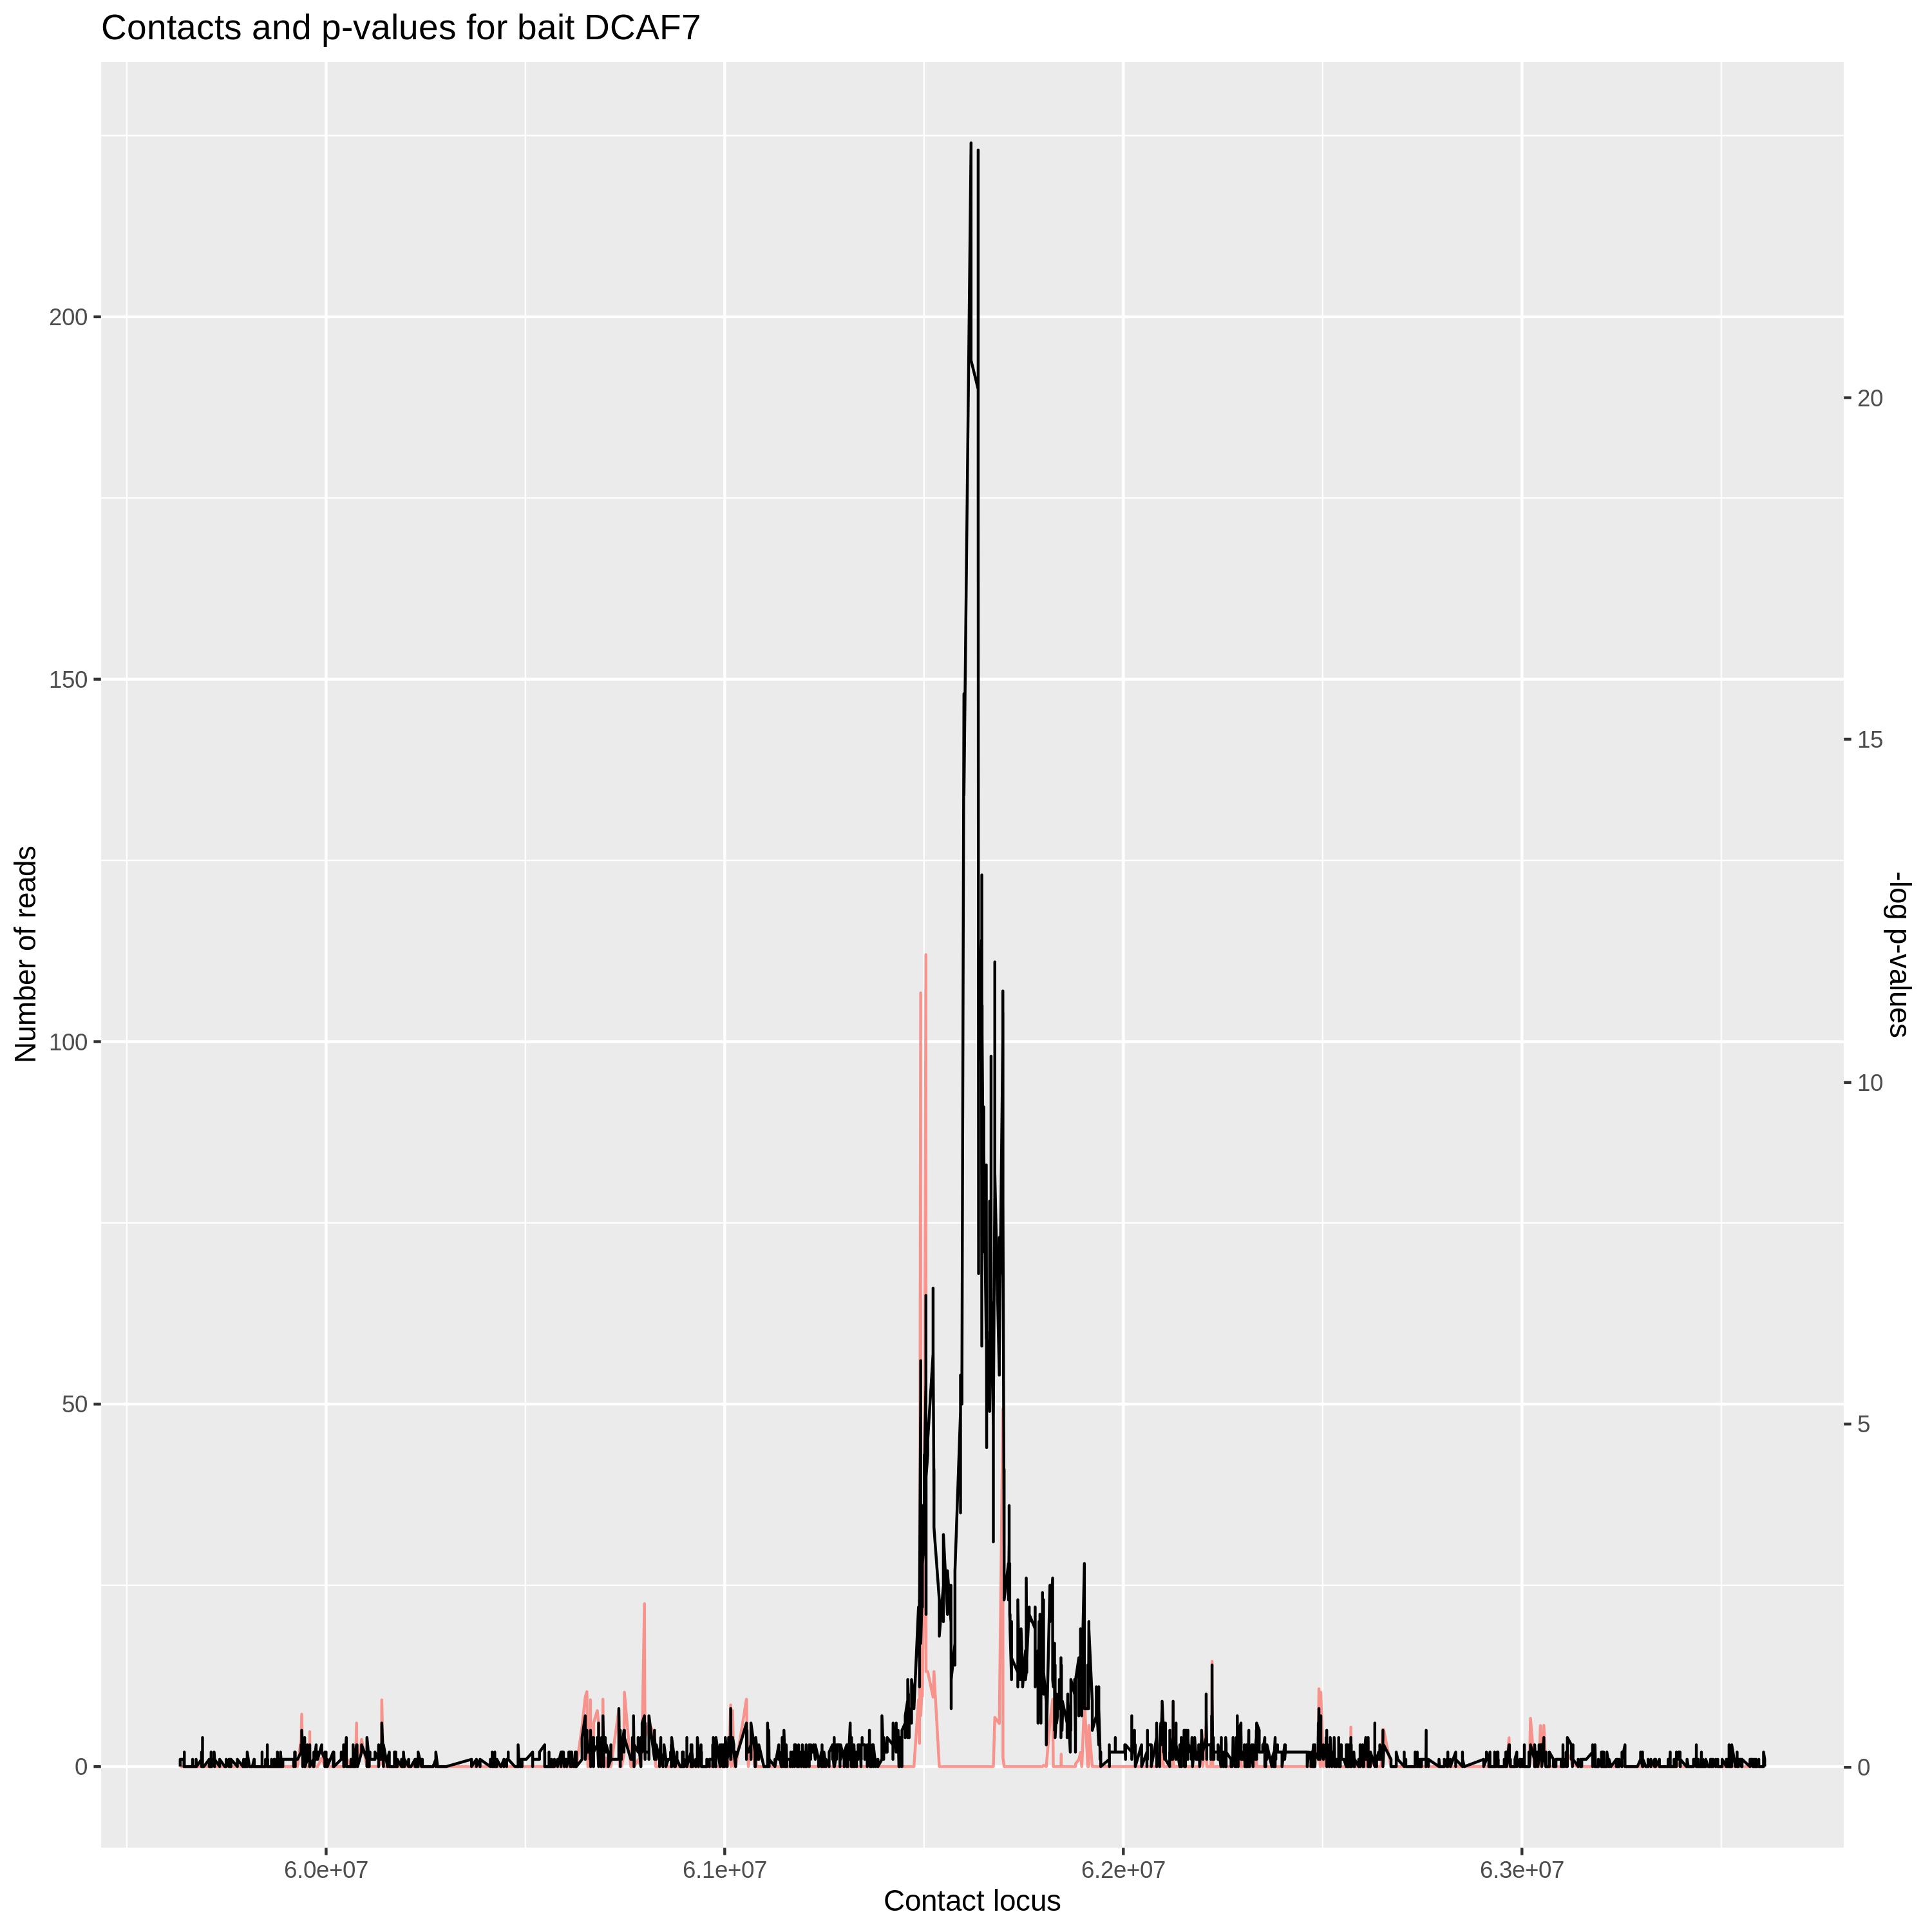 Contacts and p-values for bait DCAF7
Number of reads
200
150
100
50
0
20
15
10
5
0
-log p-values
6.0e+07
6.1e+07
6.2e+07
6.3e+07
Contact locus